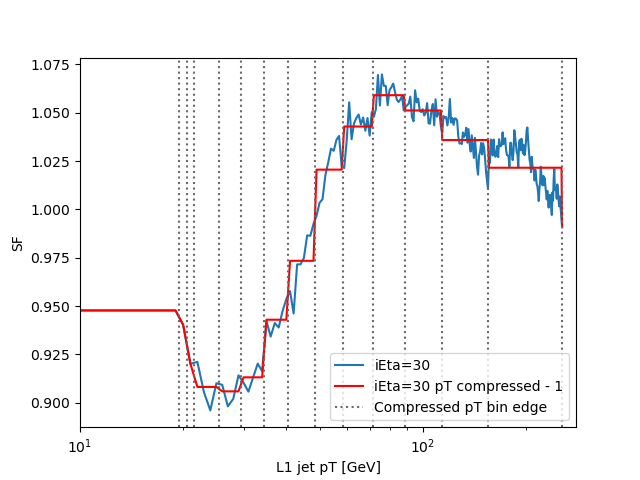 1.075
1.050
1.025
1.000
0.975
0.950
0.925
0.900
SF
iEta=30
iEta=30 pT compressed - 1
Compressed pT bin edge
10¹ 10²
L1 jet pT [GeV]